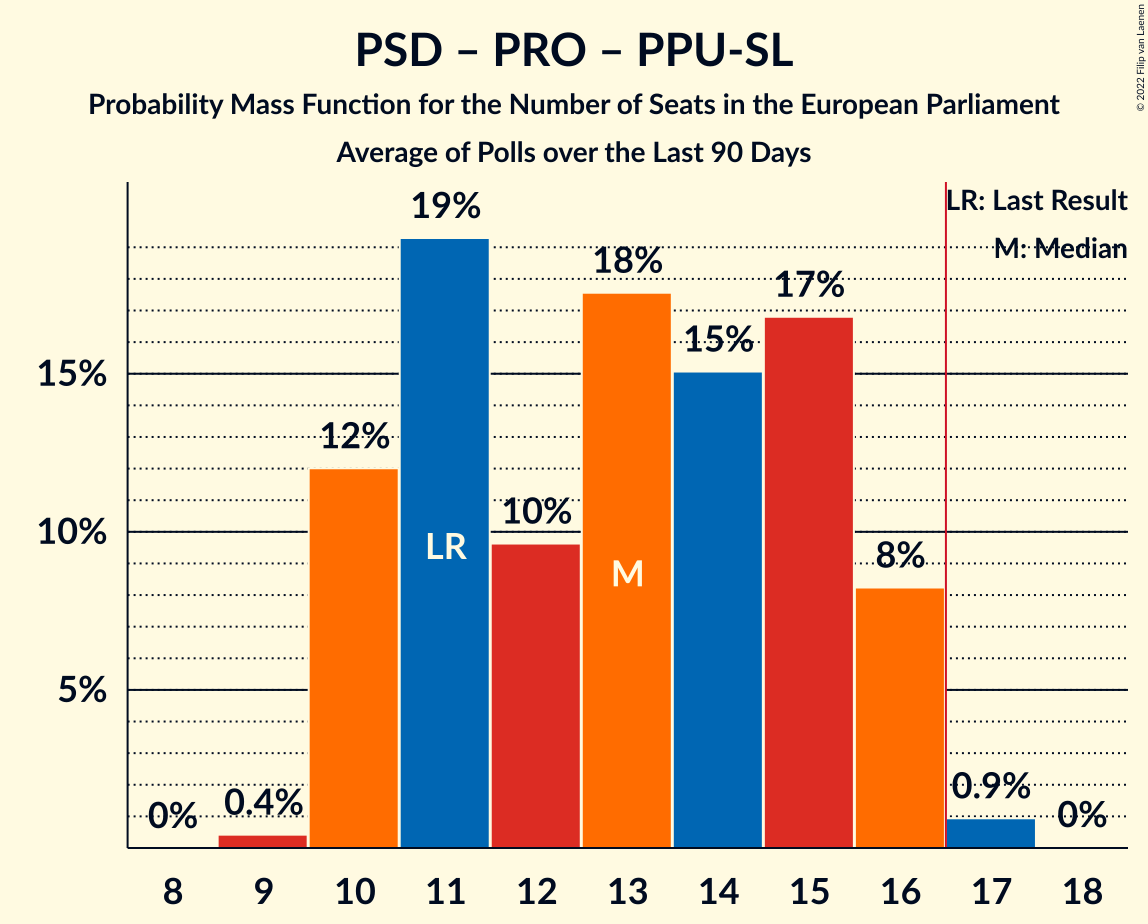 PSD – PRO – PPU-SL
Probability Mass Function for the Number of Seats in the European Parliament
Average of Polls over the Last 90 Days
© 2022 Filip van Laenen
LR: Last Result
M: Median
19%
18%
17%
15%
15%
12%
10%
10%
LR
M
8%
5%
0%
0.4%
0.9%
0%
8 9 10 11 12 13 14 15 16 17 18